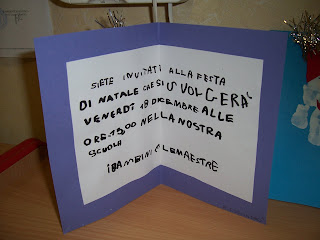 SIETE INVITATI ALLA FESTA
DI NATALE CHE SI SVOLGERÀ
VENERDÌ 18 DICEMBRE ALLE
ORE 15,00 NELLA NOSTRA
SCUOLA
I BAMBINI E LE MAESTRE